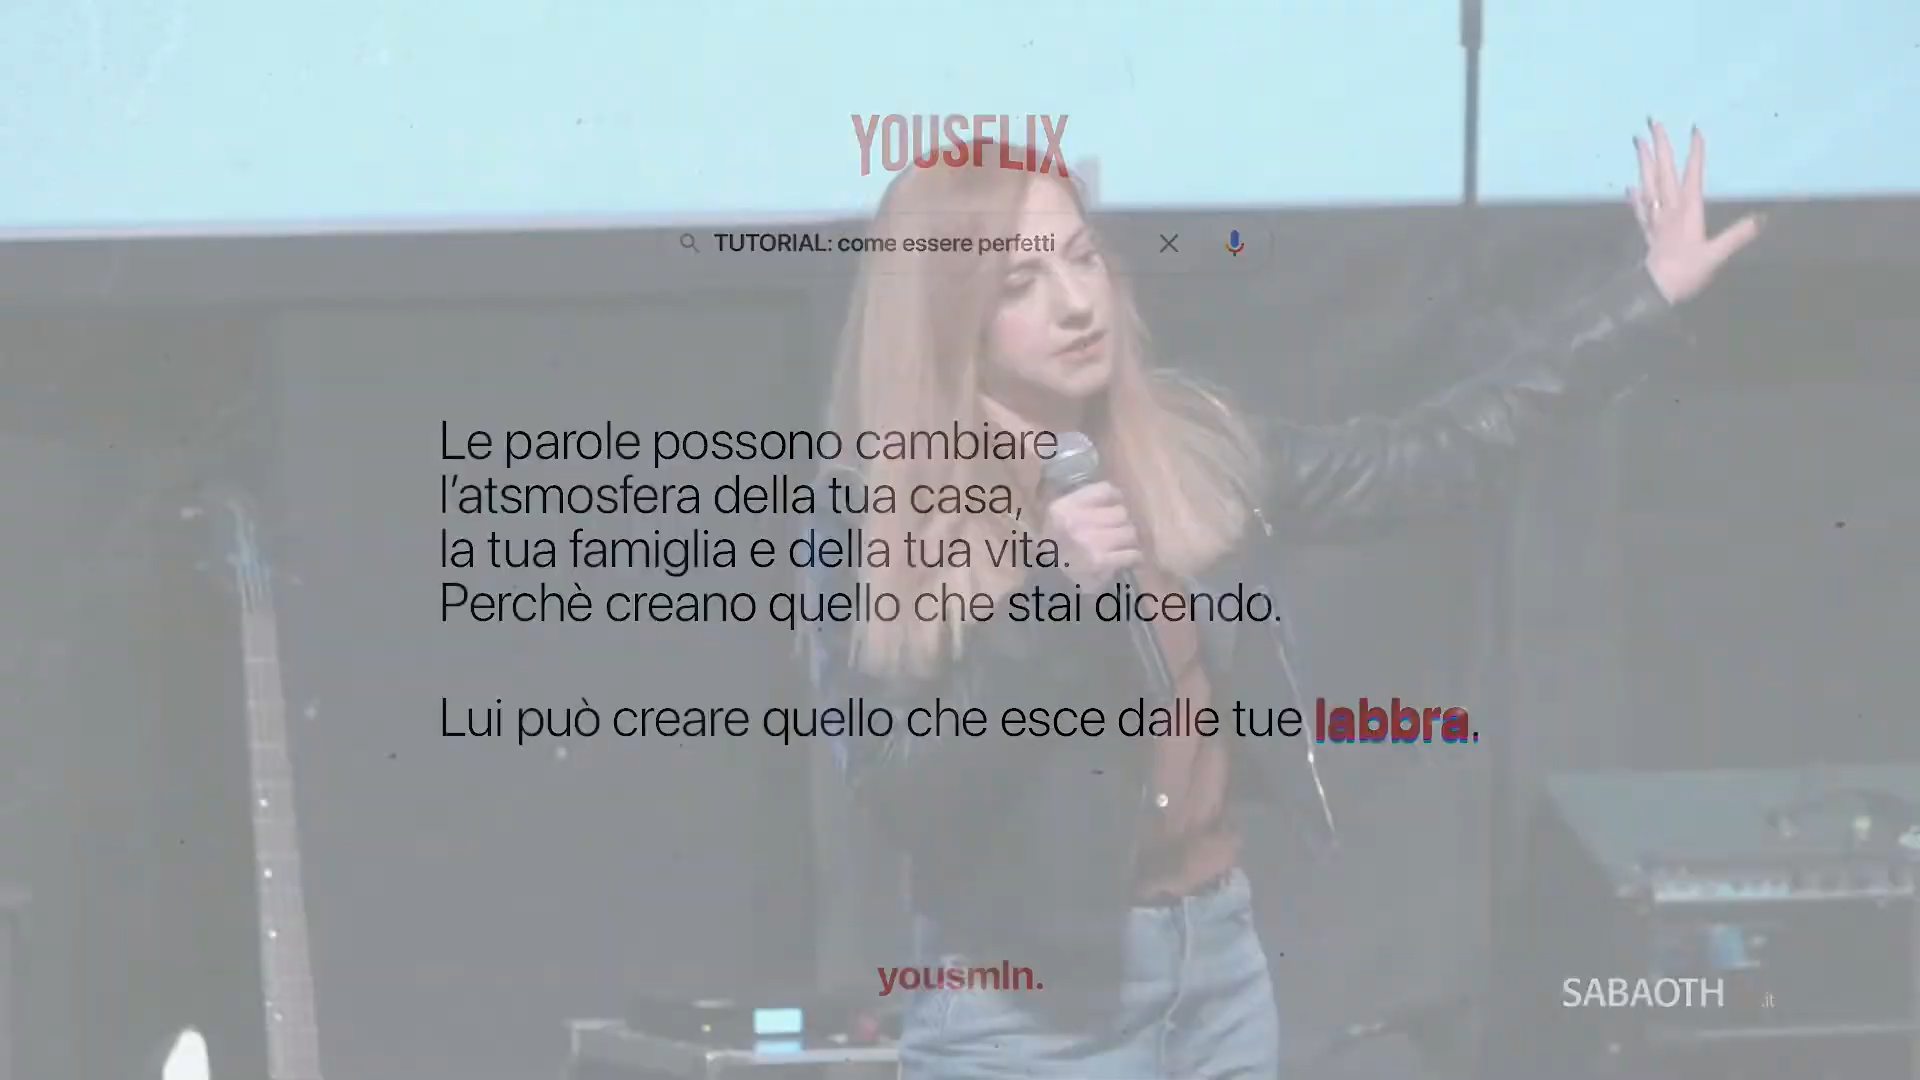 YOUSFLIX
TUTORIAL: come essere perfetti
Le parole possono cambiare
l’atsmosfera della tua casa,
la tua famiglia e della tua vita.
Perchè creano quello che stai dicendo.
Lui può creare quello che esce dalle tue labbra.
yousmln.
SABAOTH .it